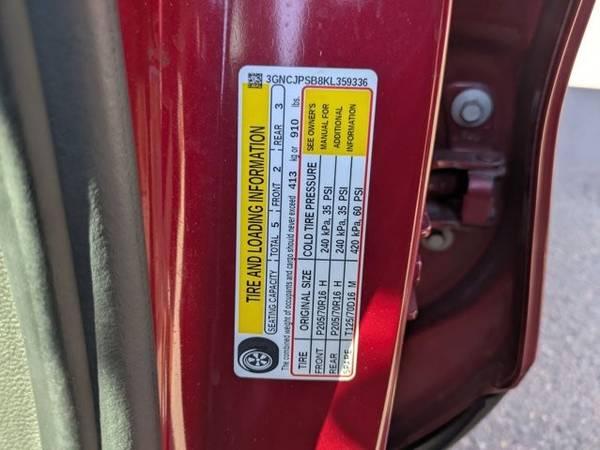 3GNCJPSB8KL359336
TIRE AND LOADING INFORMATION
SEATING CAPACITY TOTAL 5 FRONT 2 REAR 3
The combined weight of occupants and cargo should never exceed 413 kg or 910 lbs.
TIRE ORIGINAL SIZE COLD TIRE PRESSURE
FRONT P205/70R16 H 240 kPa, 35 PSI
REAR P205/70R16 H 240 kPa, 35 PSI
SPARE T125/70D16 M 420 kPa, 60 PSI
SEE OWNER'S
MANUAL FOR
ADDITIONAL
INFORMATION